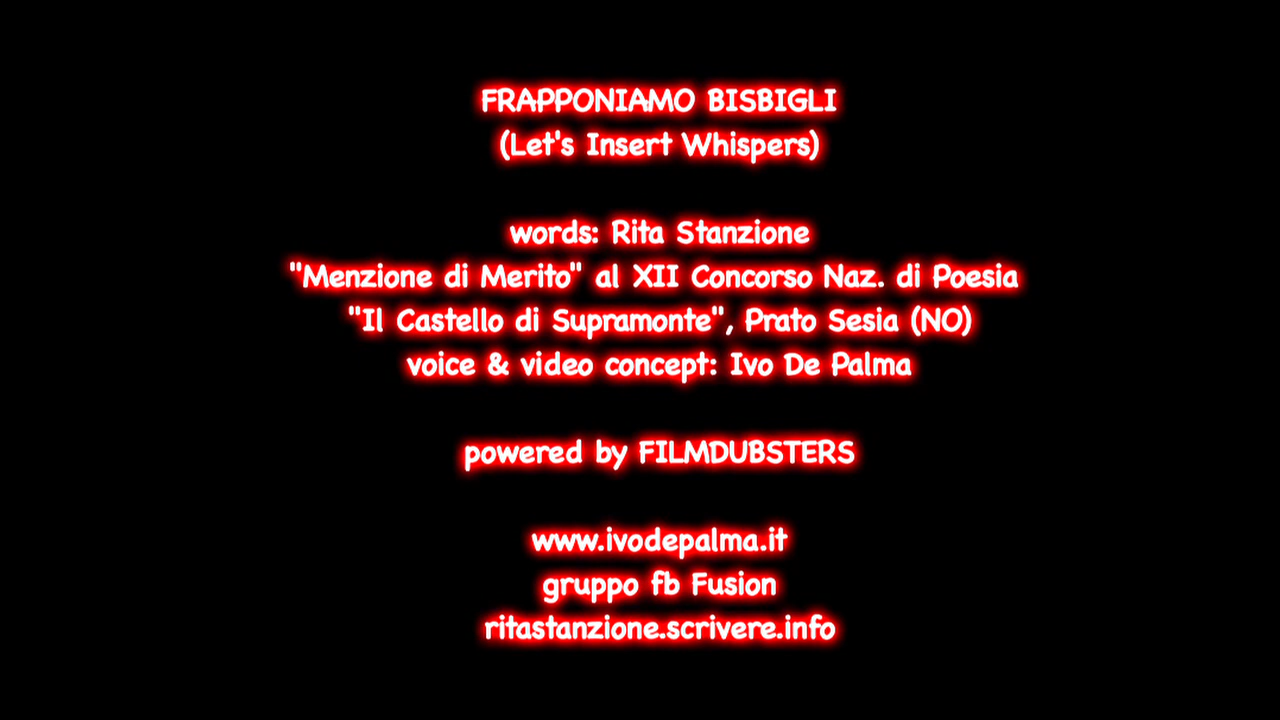 FRAPPONIAMO BISBIGLI
(Let's Insert Whispers)
words: Rita Stanzione
"Menzione di Merito" al XII Concorso Naz. di Poesia
"Il Castello di Supramonte", Prato Sesia (NO)
voice & video concept: Ivo De Palma
powered by FILMDUBSTERS
www.ivodepalma.it
gruppo fb Fusion
ritastanzione.scrivere.info